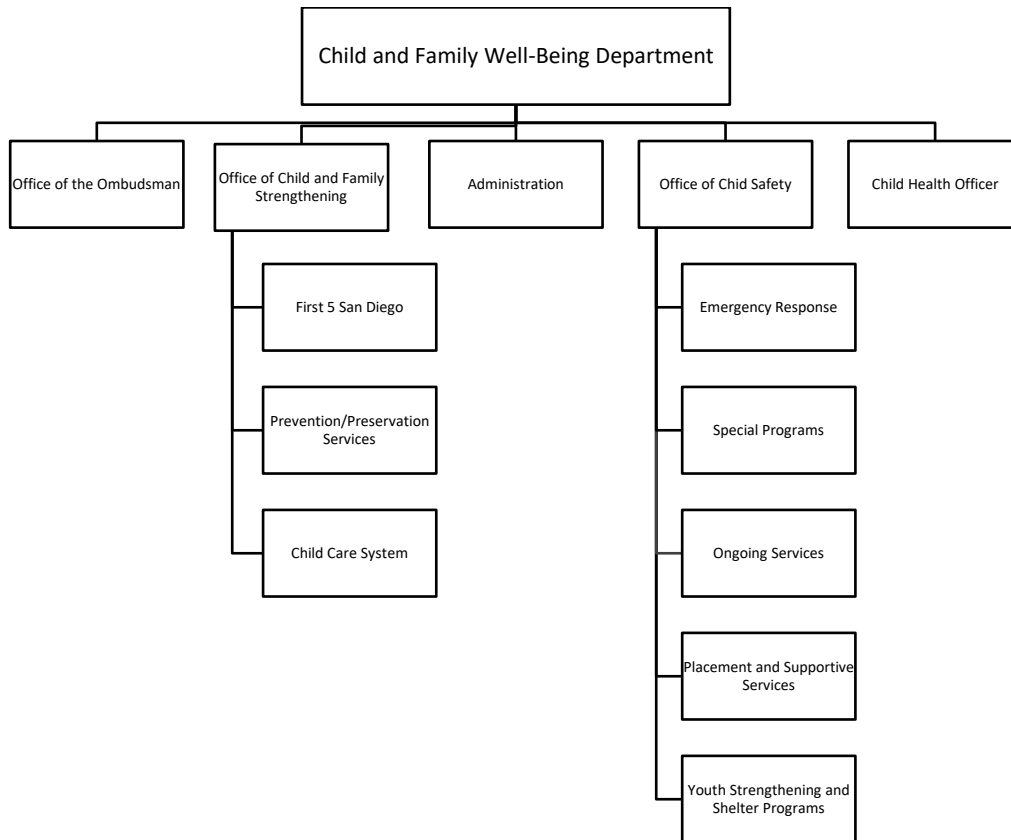 Child and Family Well-Being Department
Office of the Ombudsman
Office of Child and Family
Strengthening
Administration
Office of Chid Safety
Child Health Officer
First 5 San Diego
Prevention/Preservation
Services
Child Care System
Emergency Response
Special Programs
Ongoing Services
Placement and Supportive
Services
Youth Strengthening and
Shelter Programs